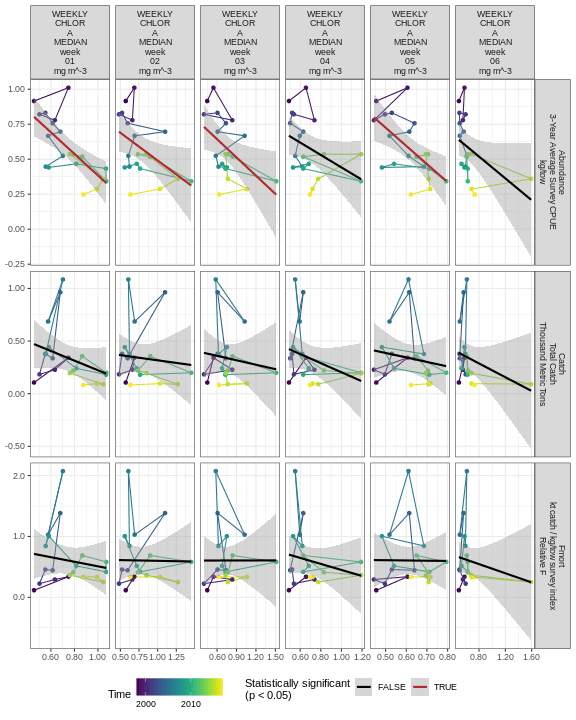 WEEKLY
CHLOR
A
MEDIAN
week
01
mg m^-3
WEEKLY
CHLOR
A
MEDIAN
week
02
mg m^-3
WEEKLY
CHLOR
A
MEDIAN
week
03
mg m^-3
WEEKLY
CHLOR
A
MEDIAN
week
04
mg m^-3
WEEKLY
CHLOR
A
MEDIAN
week
05
mg m^-3
WEEKLY
CHLOR
A
MEDIAN
week
06
mg m^-3
1.00
0.75
0.50
0.25
0.00
-0.25
Abundance
3-Year Average Survey CPUE
kg/tow
1.00
0.50
0.00
-0.50
Catch
Total Catch
Thousand Metric Tons
2.0
1.0
0.0
Fmort
kt catch / kg/tow survey index
Relative F
0.60 0.80 1.00
0.50 0.75 1.00 1.25
0.60 0.90 1.20 1.50
0.40 0.60 0.80 1.00 1.20
0.50 0.60 0.70 0.80
0.80 1.20 1.60
Time
2000 2010
Statistically significant
(p < 0.05)
FALSE
TRUE